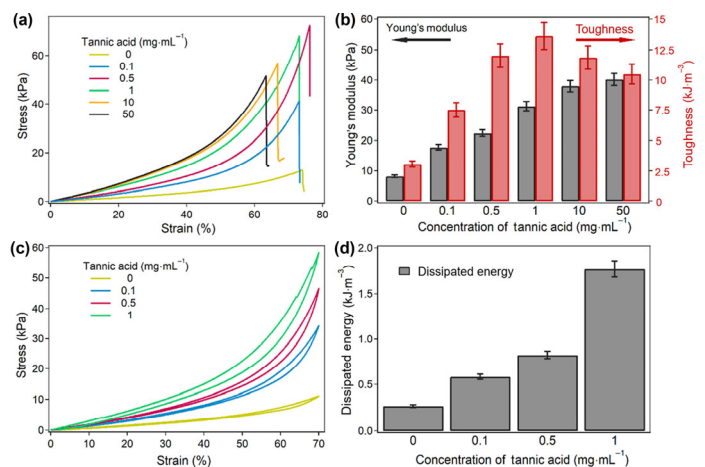 (a)
Tannic acid (mg·mL⁻¹)
0
0.1
0.5
1
10
50
Stress (kPa)
80
60
40
20
0
0 20 40 60 80
Strain (%)
(b)
Young's modulus
Toughness
Young's modulus (kPa)
60
50
40
30
20
10
0
Toughness (kJ·m⁻³)
15
12.5
10
7.5
5
2.5
0
0 0.1 0.5 1 10 50
Concentration of tannic acid (mg·mL⁻¹)
(c)
Tannic acid (mg·mL⁻¹)
0
0.1
0.5
1
Stress (kPa)
60
50
40
30
20
10
0
0 10 20 30 40 50 60 70
Strain (%)
(d)
Dissipated energy
Dissipated energy (kJ·m⁻³)
2.0
1.5
1.0
0.5
0
0 0.1 0.5 1
Concentration of tannic acid (mg·mL⁻¹)